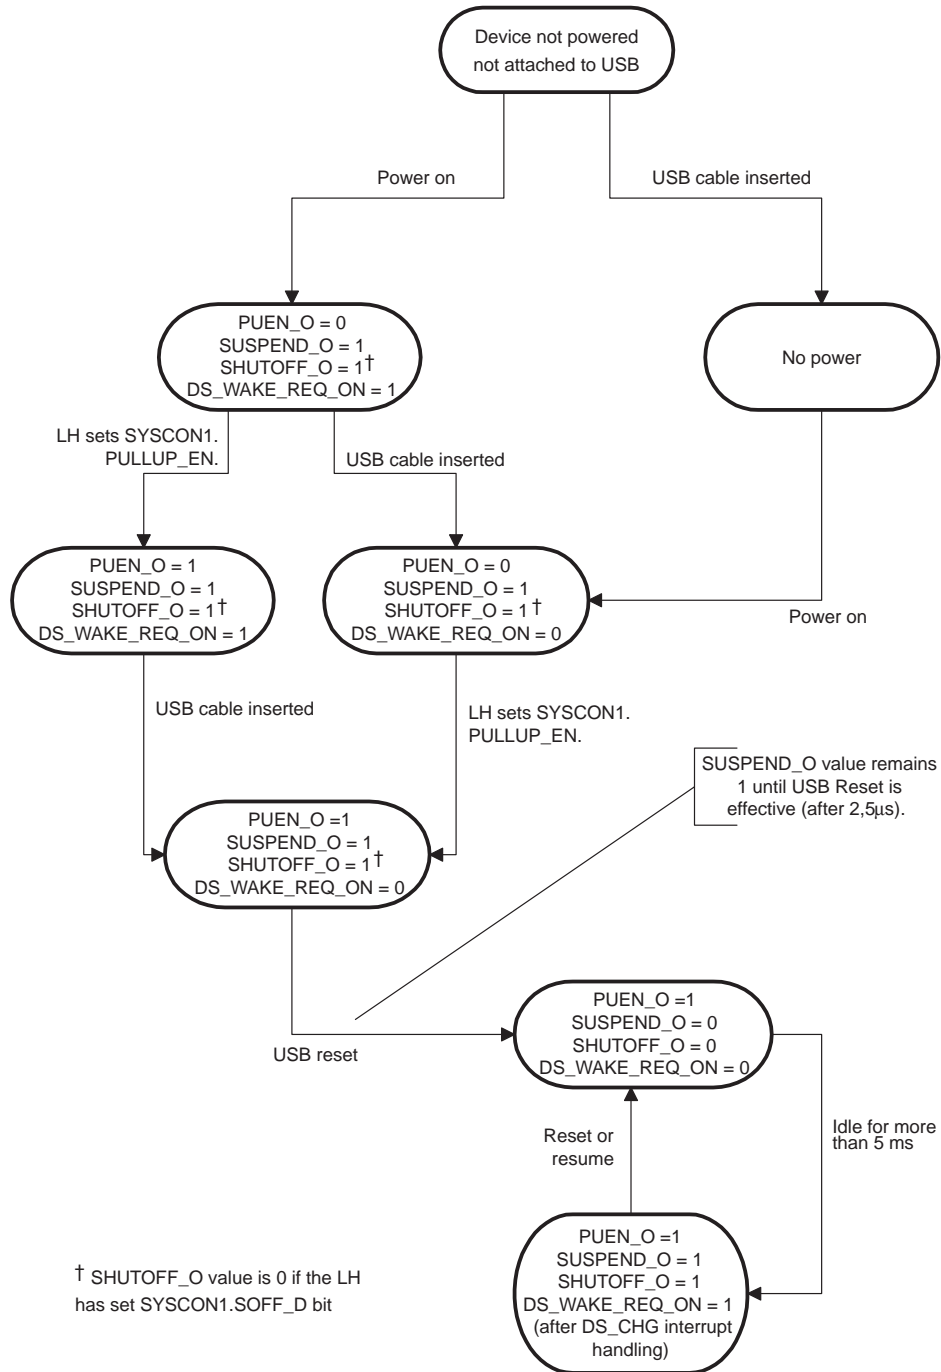 Device not powered
not attached to USB
Power on
USB cable inserted
PUEN_O = 0
SUSPEND_O = 1
SHUTOFF_O = 1†
DS_WAKE_REQ_ON = 1
No power
LH sets SYSCON1.
PULLUP_EN.
USB cable inserted
PUEN_O = 1
SUSPEND_O = 1
SHUTOFF_O = 1†
DS_WAKE_REQ_ON = 1
PUEN_O = 0
SUSPEND_O = 1
SHUTOFF_O = 1†
DS_WAKE_REQ_ON = 0
Power on
USB cable inserted
LH sets SYSCON1.
PULLUP_EN.
SUSPEND_O value remains
1 until USB Reset is
effective (after 2,5µs).
PUEN_O =1
SUSPEND_O = 1
SHUTOFF_O = 1†
DS_WAKE_REQ_ON = 0
USB reset
PUEN_O =1
SUSPEND_O = 0
SHUTOFF_O = 0
DS_WAKE_REQ_ON = 0
Reset or
resume
Idle for more
than 5 ms
PUEN_O =1
SUSPEND_O = 1
SHUTOFF_O = 1
DS_WAKE_REQ_ON = 1
(after DS_CHG interrupt
handling)
† SHUTOFF_O value is 0 if the LH
has set SYSCON1.SOFF_D bit